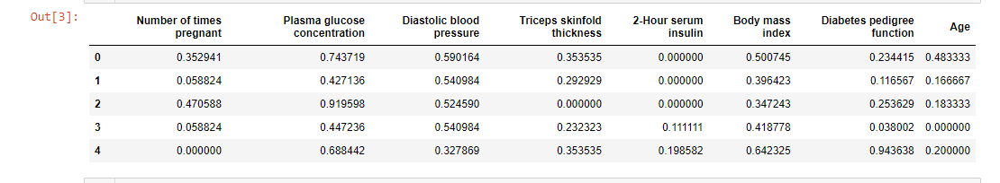 Out[3]:
Number of times pregnant Plasma glucose concentration Diastolic blood pressure Triceps skinfold thickness 2-Hour serum insulin Body mass index Diabetes pedigree function Age
0 0.352941 0.743719 0.590164 0.353535 0.000000 0.500745 0.234415 0.483333
1 0.058824 0.427136 0.540984 0.292929 0.000000 0.396423 0.116567 0.166667
2 0.470588 0.919598 0.524590 0.000000 0.000000 0.347243 0.253629 0.183333
3 0.058824 0.447236 0.540984 0.232323 0.111111 0.418778 0.038002 0.000000
4 0.000000 0.688442 0.327869 0.353535 0.198582 0.642325 0.943638 0.200000